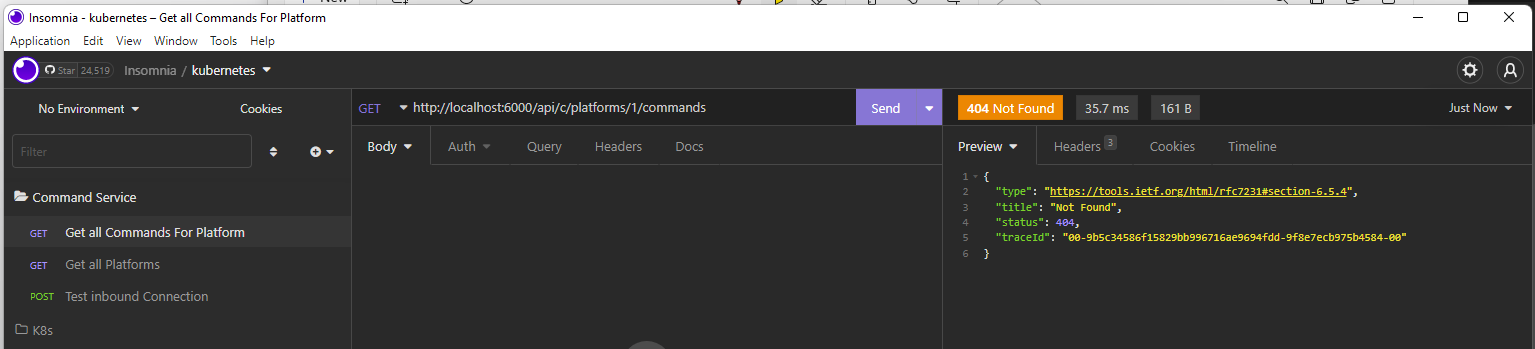 New
Insomnia - kubernetes – Get all Commands For Platform
Application Edit View Window Tools Help
Star 24,519 Insomnia / kubernetes
No Environment Cookies
GET http://localhost:6000/api/c/platforms/1/commands Send
404 Not Found 35.7 ms 161 B Just Now
Filter
Body Auth Query Headers Docs
Preview Headers 3 Cookies Timeline
Command Service
GET Get all Commands For Platform
GET Get all Platforms
POST Test inbound Connection
K8s
1 {
2 "type": "https://tools.ietf.org/html/rfc7231#section-6.5.4",
3 "title": "Not Found",
4 "status": 404,
5 "traceId": "00-9b5c34586f15829bb996716ae9694fdd-9f8e7ecb975b4584-00"
6 }